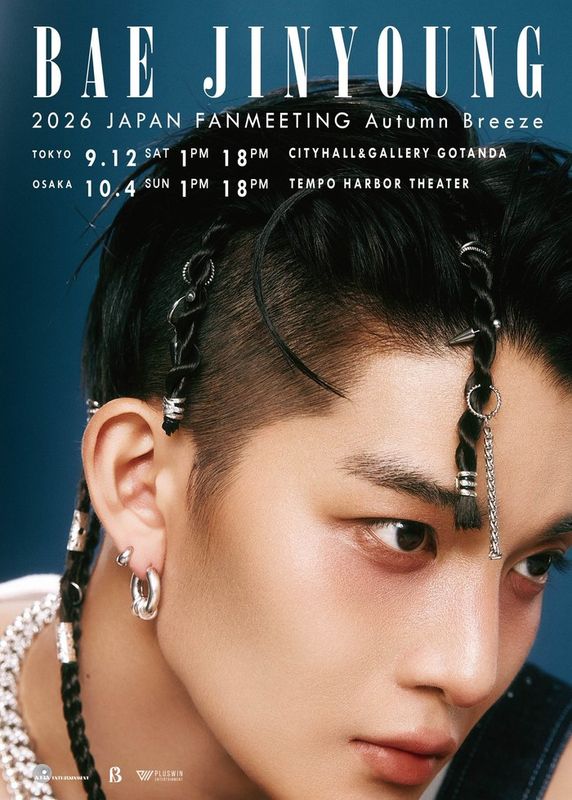 BAE JINYOUNG
2026 JAPAN FANMEETING Autumn Breeze
TOKYO 9.12 SAT 1PM 18PM CITYHALL&GALLERY GOTANDA
OSAKA 10.4 SUN 1PM 18PM TEMPO HARBOR THEATER
ENTERTAINMENT
PLUSWIN
ENTERTAINMENT